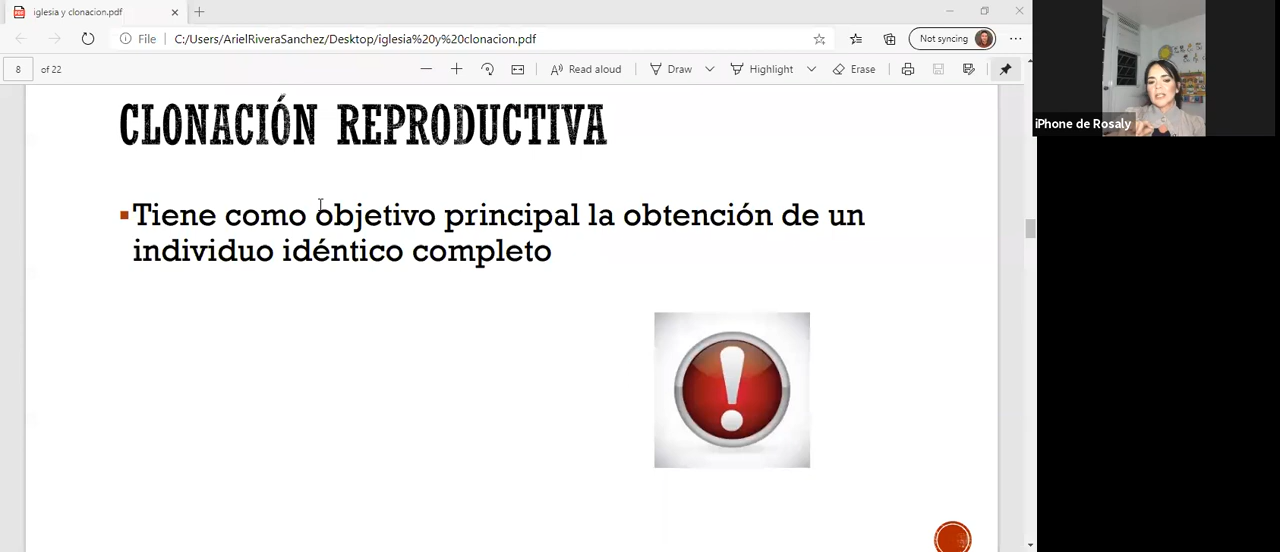 iglesia y clonacion.pdf
File C:/Users/ArielRiveraSanchez/Desktop/iglesia%20y%20clonacion.pdf Not syncing
8 of 22 Read aloud Draw Highlight Erase
CLONACIÓN REPRODUCTIVA
Tiene como objetivo principal la obtención de un
individuo idéntico completo
iPhone de Rosaly